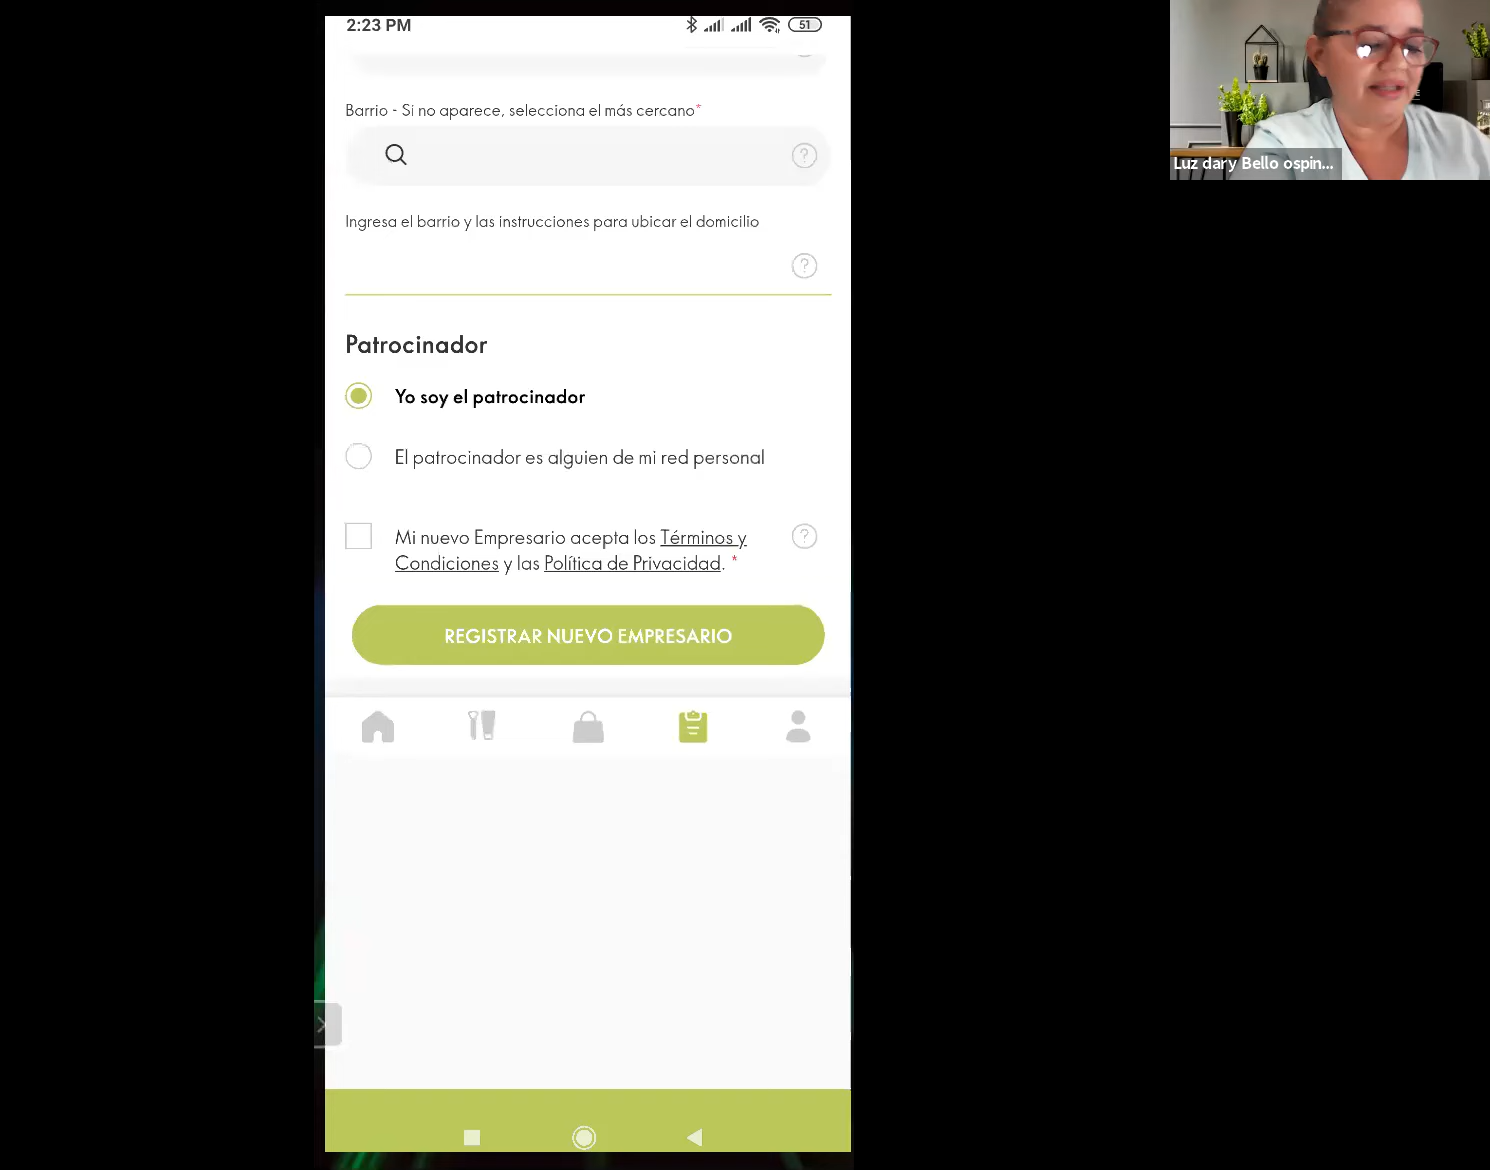 2:23 PM
51
Barrio - Si no aparece, selecciona el más cercano*
?
Ingresa el barrio y las instrucciones para ubicar el domicilio
?
Patrocinador
Yo soy el patrocinador
El patrocinador es alguien de mi red personal
Mi nuevo Empresario acepta los Términos y
Condiciones y las Política de Privacidad. *
?
REGISTRAR NUEVO EMPRESARIO
Luz dary Bello ospin...